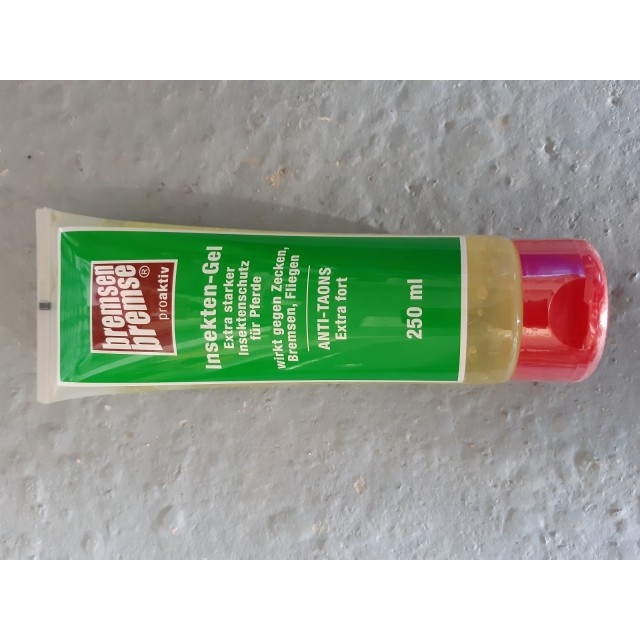 bremsen
bremse®
proaktiv
Insekten-Gel
Extra starker
Insektenschutz
für Pferde
wirkt gegen Zecken,
Bremsen, Fliegen
ANTI-TAONS®
Extra fort
250 ml